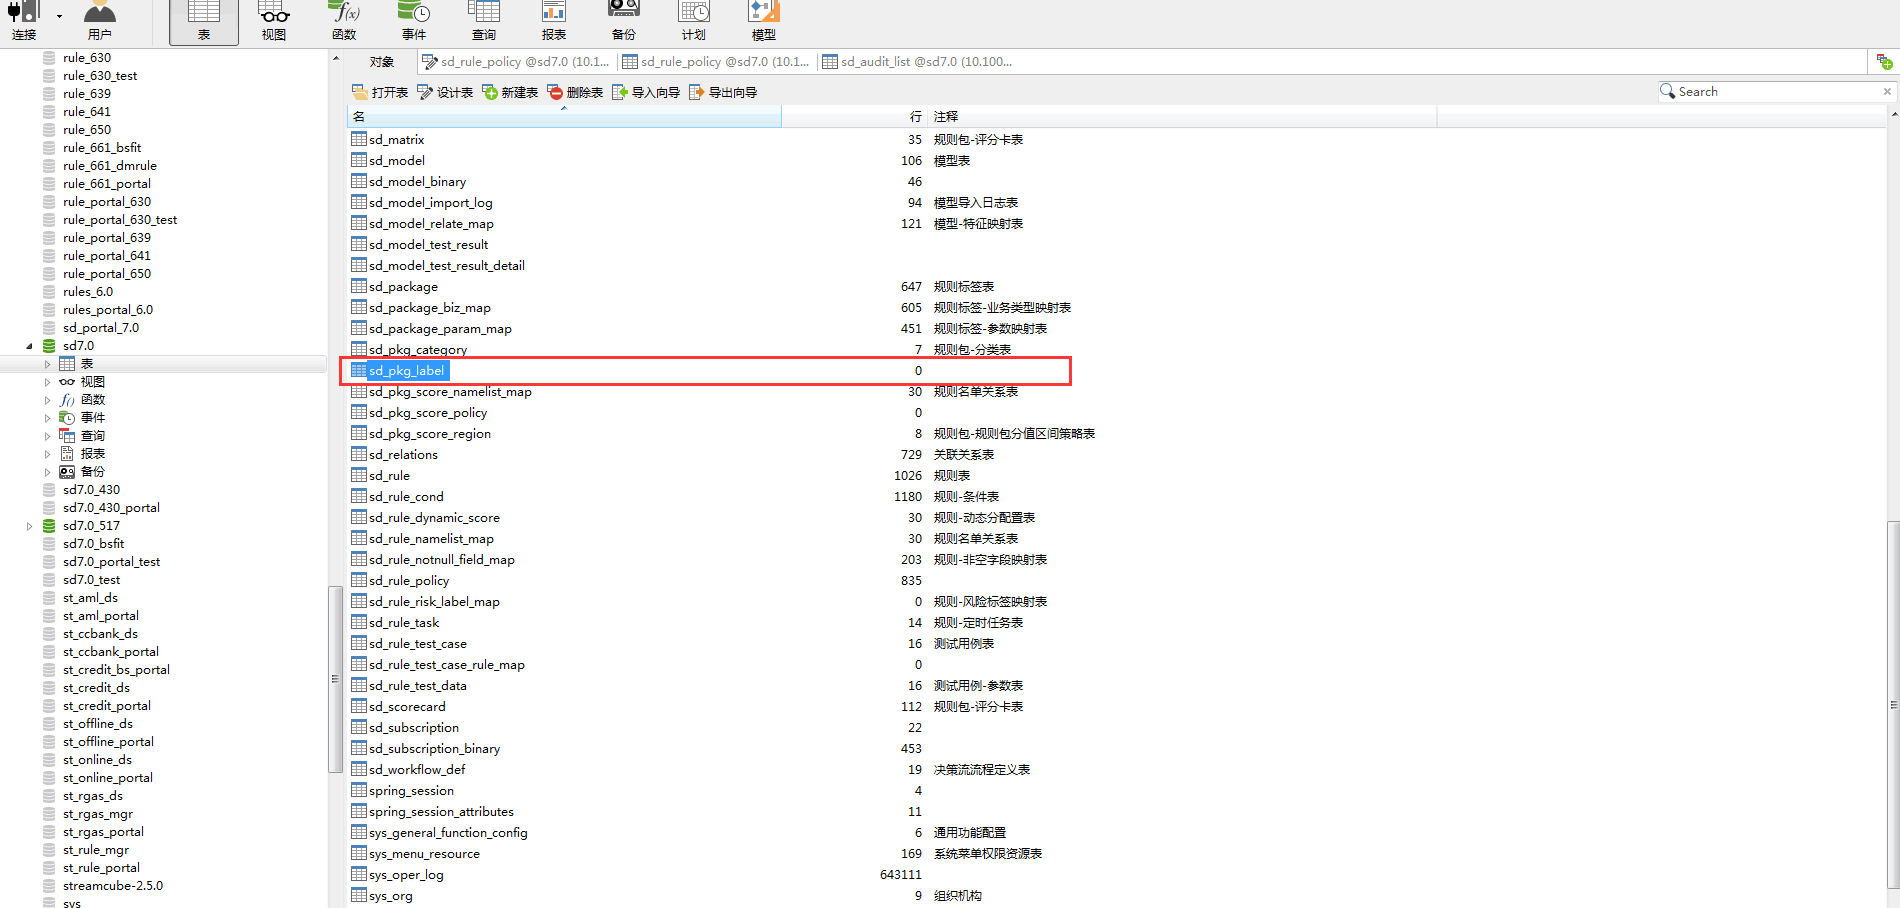 连接 用户 表 视图 函数 事件 查询 报表 备份 计划 模型
rule_630
rule_630_test
rule_639
rule_641
rule_650
rule_661_bsfit
rule_661_dmrule
rule_661_portal
rule_portal_630
rule_portal_630_test
rule_portal_639
rule_portal_641
rule_portal_650
rules_6.0
rules_portal_6.0
sd_portal_7.0
sd7.0
表
视图
函数
事件
查询
报表
备份
sd7.0_430
sd7.0_430_portal
sd7.0_517
sd7.0_bsfit
sd7.0_portal_test
sd7.0_test
st_aml_ds
st_aml_portal
st_ccbank_ds
st_ccbank_portal
st_credit_bs_portal
st_credit_ds
st_credit_portal
st_offline_ds
st_offline_portal
st_online_ds
st_online_portal
st_rgas_ds
st_rgas_mgr
st_rgas_portal
st_rule_mgr
st_rule_portal
streamcube-2.5.0
sys
对象 sd_rule_policy @sd7.0 (10.1... sd_rule_policy @sd7.0 (10.1... sd_audit_list @sd7.0 (10.100...
打开表 设计表 新建表 删除表 导入向导 导出向导 Search
名 行 注释
sd_matrix 35 规则包-评分卡表
sd_model 106 模型表
sd_model_binary 46
sd_model_import_log 94 模型导入日志表
sd_model_relate_map 121 模型-特征映射表
sd_model_test_result
sd_model_test_result_detail
sd_package 647 规则标签表
sd_package_biz_map 605 规则标签-业务类型映射表
sd_package_param_map 451 规则标签-参数映射表
sd_pkg_category 7 规则包-分类表
sd_pkg_label 0
sd_pkg_score_namelist_map 30 规则名单关系表
sd_pkg_score_policy 0
sd_pkg_score_region 8 规则包-规则包分值区间策略表
sd_relations 729 关联关系表
sd_rule 1026 规则表
sd_rule_cond 1180 规则-条件表
sd_rule_dynamic_score 30 规则-动态分配置表
sd_rule_namelist_map 30 规则名单关系表
sd_rule_notnull_field_map 203 规则-非空字段映射表
sd_rule_policy 835
sd_rule_risk_label_map 0 规则-风险标签映射表
sd_rule_task 14 规则-定时任务表
sd_rule_test_case 16 测试用例表
sd_rule_test_case_rule_map 0
sd_rule_test_data 16 测试用例-参数表
sd_scorecard 112 规则包-评分卡表
sd_subscription 22
sd_subscription_binary 453
sd_workflow_def 19 决策流流程定义表
spring_session 4
spring_session_attributes 11
sys_general_function_config 6 通用功能配置
sys_menu_resource 169 系统菜单权限资源表
sys_oper_log 643111
sys_org 9 组织机构